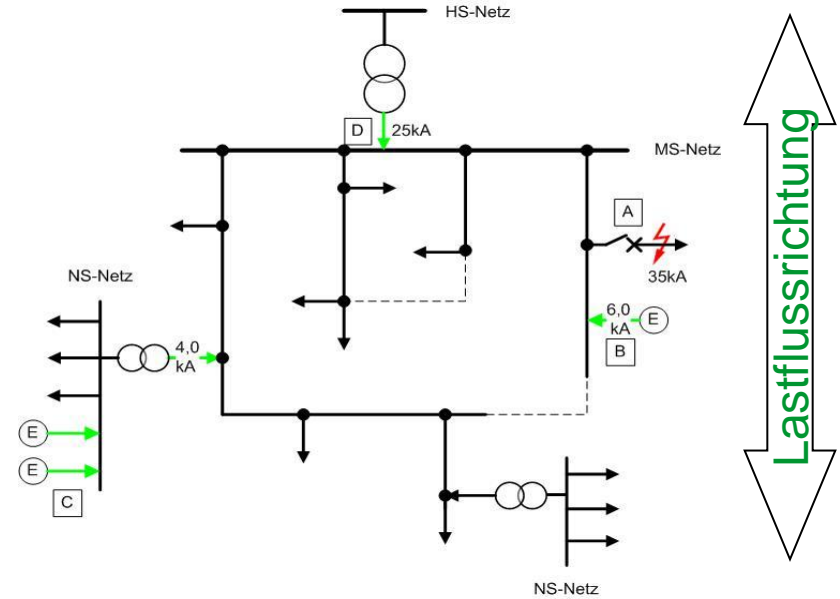 HS-Netz
D
25kA
MS-Netz
A
35kA
NS-Netz
4,0
kA
6,0
kA
E
B
E
E
C
NS-Netz
Lastflussrichtung